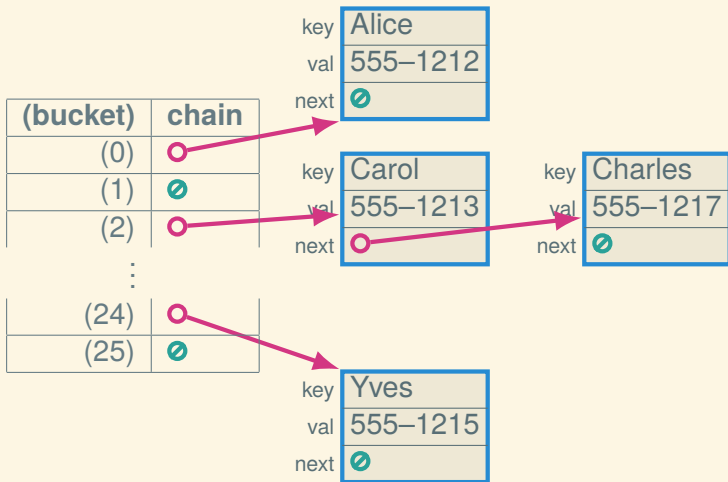 key Alice
val 555–1212
next
(bucket) chain
(0)
(1)
(2)
key Carol
val 555–1213
next
key Charles
val 555–1217
next
⋮
(24)
(25)
key Yves
val 555–1215
next